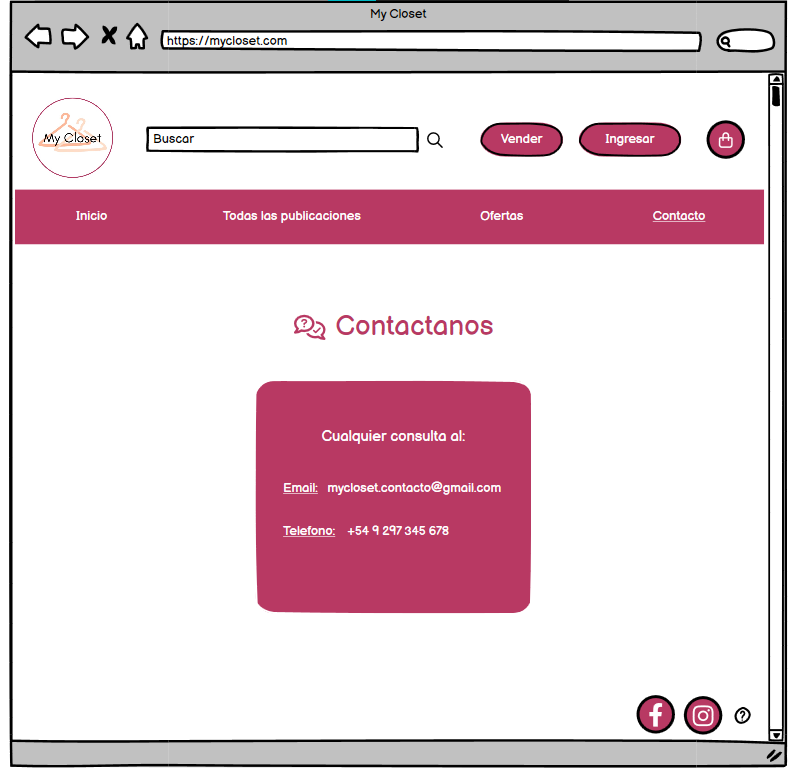 My Closet
https://mycloset.com
My Closet
Buscar
Vender
Ingresar
Inicio
Todas las publicaciones
Ofertas
Contacto
Contactanos
Cualquier consulta al:
Email: mycloset.contacto@gmail.com
Telefono: +54 9 297 345 678